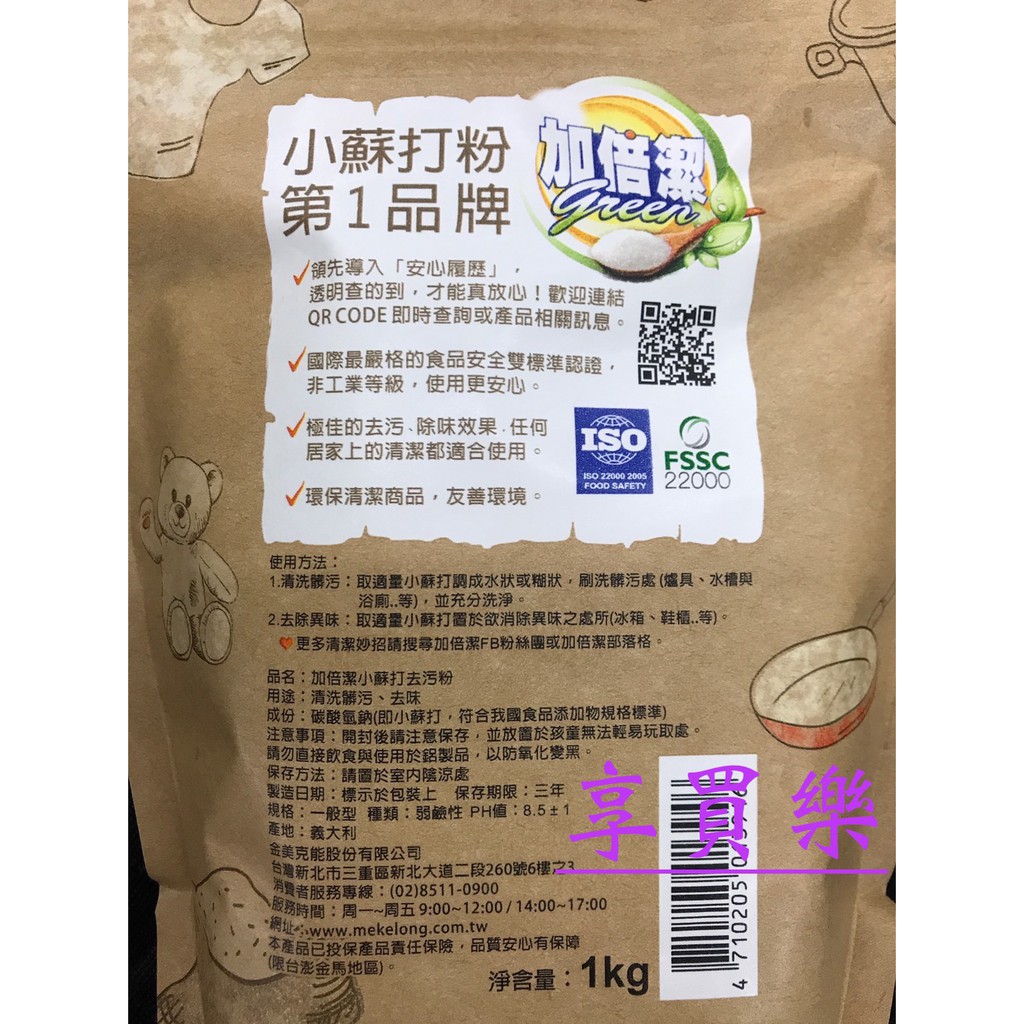 小蘇打粉
第1品牌
加倍潔
green
領先導入「安心履歷」,
透明查的到,才能真放心!歡迎連結
QR CODE 即時查詢或產品相關訊息。
國際最嚴格的食品安全雙標準認證,
非工業等級,使用更安心。
極佳的去污、除味效果,任何
居家上的清潔都適合使用。
環保清潔商品,友善環境。
ISO
ISO 22000 2005
FOOD SAFETY
FSSC
22000
使用方法:
1.清洗髒污:取適量小蘇打調成水狀或糊狀,刷洗髒污處(爐具、水槽與
浴廁..等),並充分洗淨。
2.去除異味:取適量小蘇打置於欲消除異味之處所(冰箱、鞋櫃..等)。
更多清潔妙招請搜尋加倍潔FB粉絲團或加倍潔部落格。
品名:加倍潔小蘇打去污粉
用途:清洗髒污、去味
成份:碳酸氫鈉(即小蘇打,符合我國食品添加物規格標準)
注意事項:開封後請注意保存,並放置於孩童無法輕易玩取處。
請勿直接飲食與使用於鋁製品,以防氧化變黑。
保存方法:請置於室內陰涼處
製造日期:標示於包裝上 保存期限:三年
規格:一般型 種類:弱鹼性 PH值:8.5±1
產地:義大利
金美克能股份有限公司
台灣新北市三重區新北大道二段260號6樓之3
消費者服務專線:(02)8511-0900
服務時間:周一~周五 9:00~12:00 / 14:00~17:00
網址:www.mekelong.com.tw
本產品已投保產品責任保險,品質安心有保障
(限台澎金馬地區)。
淨含量:1kg
4 710205
享買樂